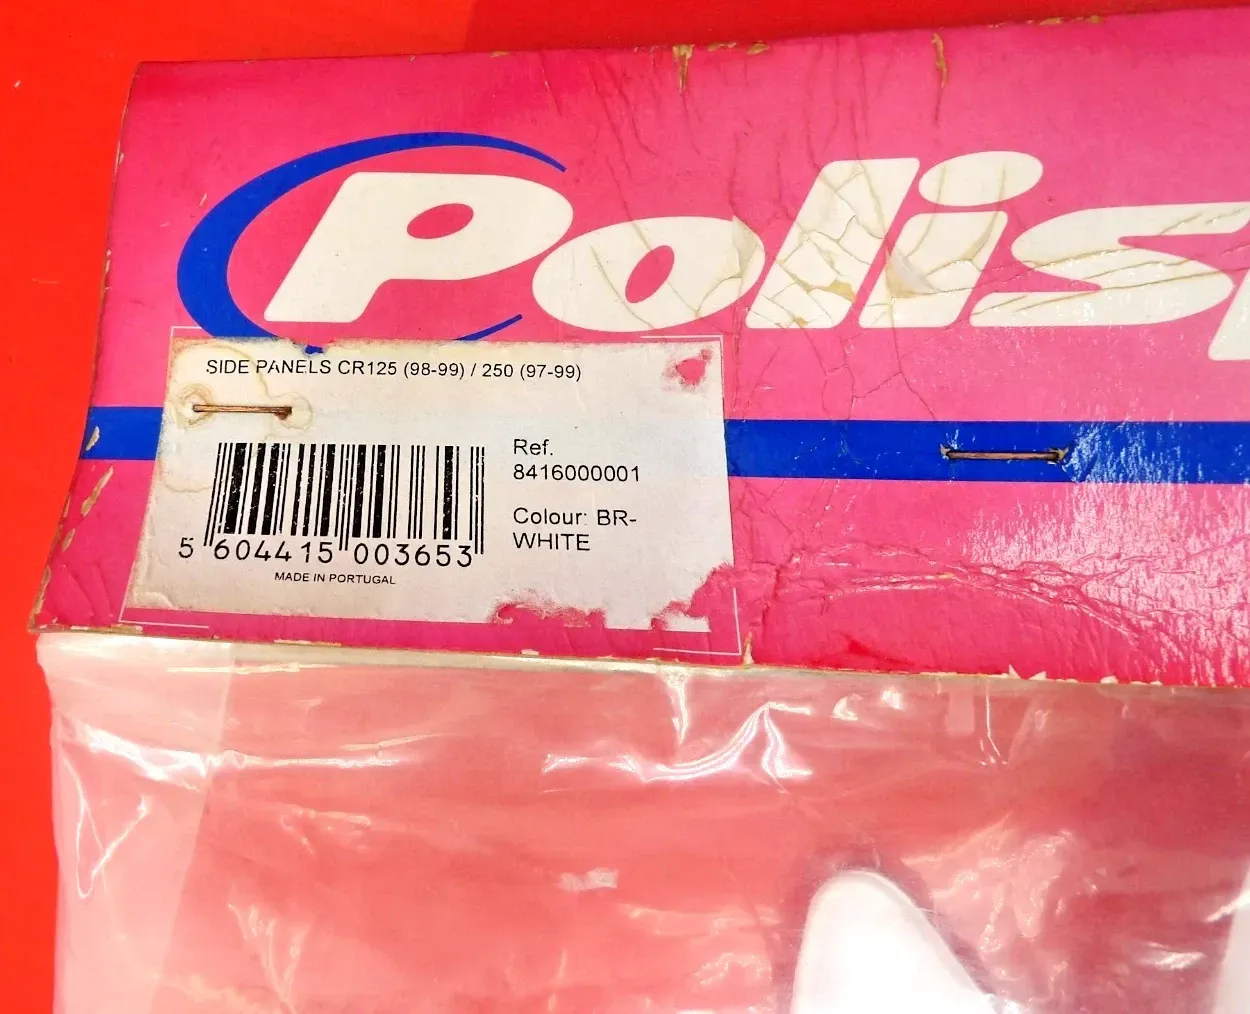 Polisp
SIDE PANELS CR125 (98-99) / 250 (97-99)
Ref.
8416000001
Colour: BR-
WHITE
5 604415 003653
MADE IN PORTUGAL